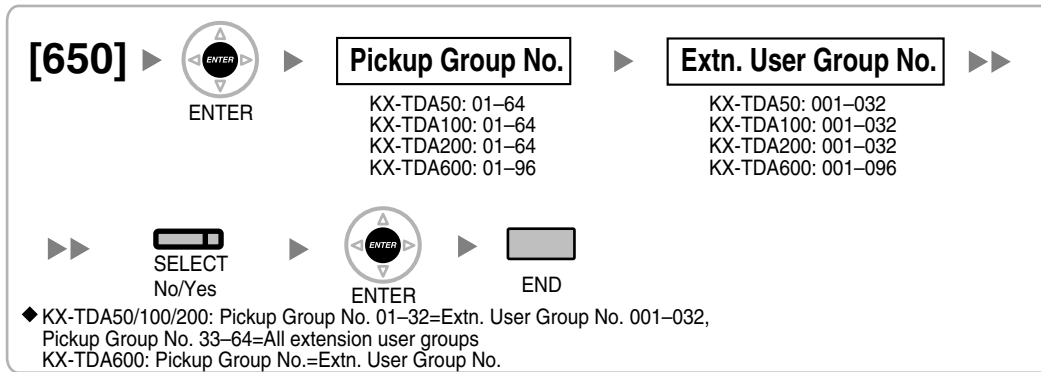 [650]
ENTER
ENTER
Pickup Group No.
KX-TDA50: 01–64
KX-TDA100: 01–64
KX-TDA200: 01–64
KX-TDA600: 01–96
Extn. User Group No.
KX-TDA50: 001–032
KX-TDA100: 001–032
KX-TDA200: 001–032
KX-TDA600: 001–096
SELECT
No/Yes
ENTER
ENTER
END
◆ KX-TDA50/100/200: Pickup Group No. 01–32=Extn. User Group No. 001–032,
Pickup Group No. 33–64=All extension user groups
KX-TDA600: Pickup Group No.=Extn. User Group No.